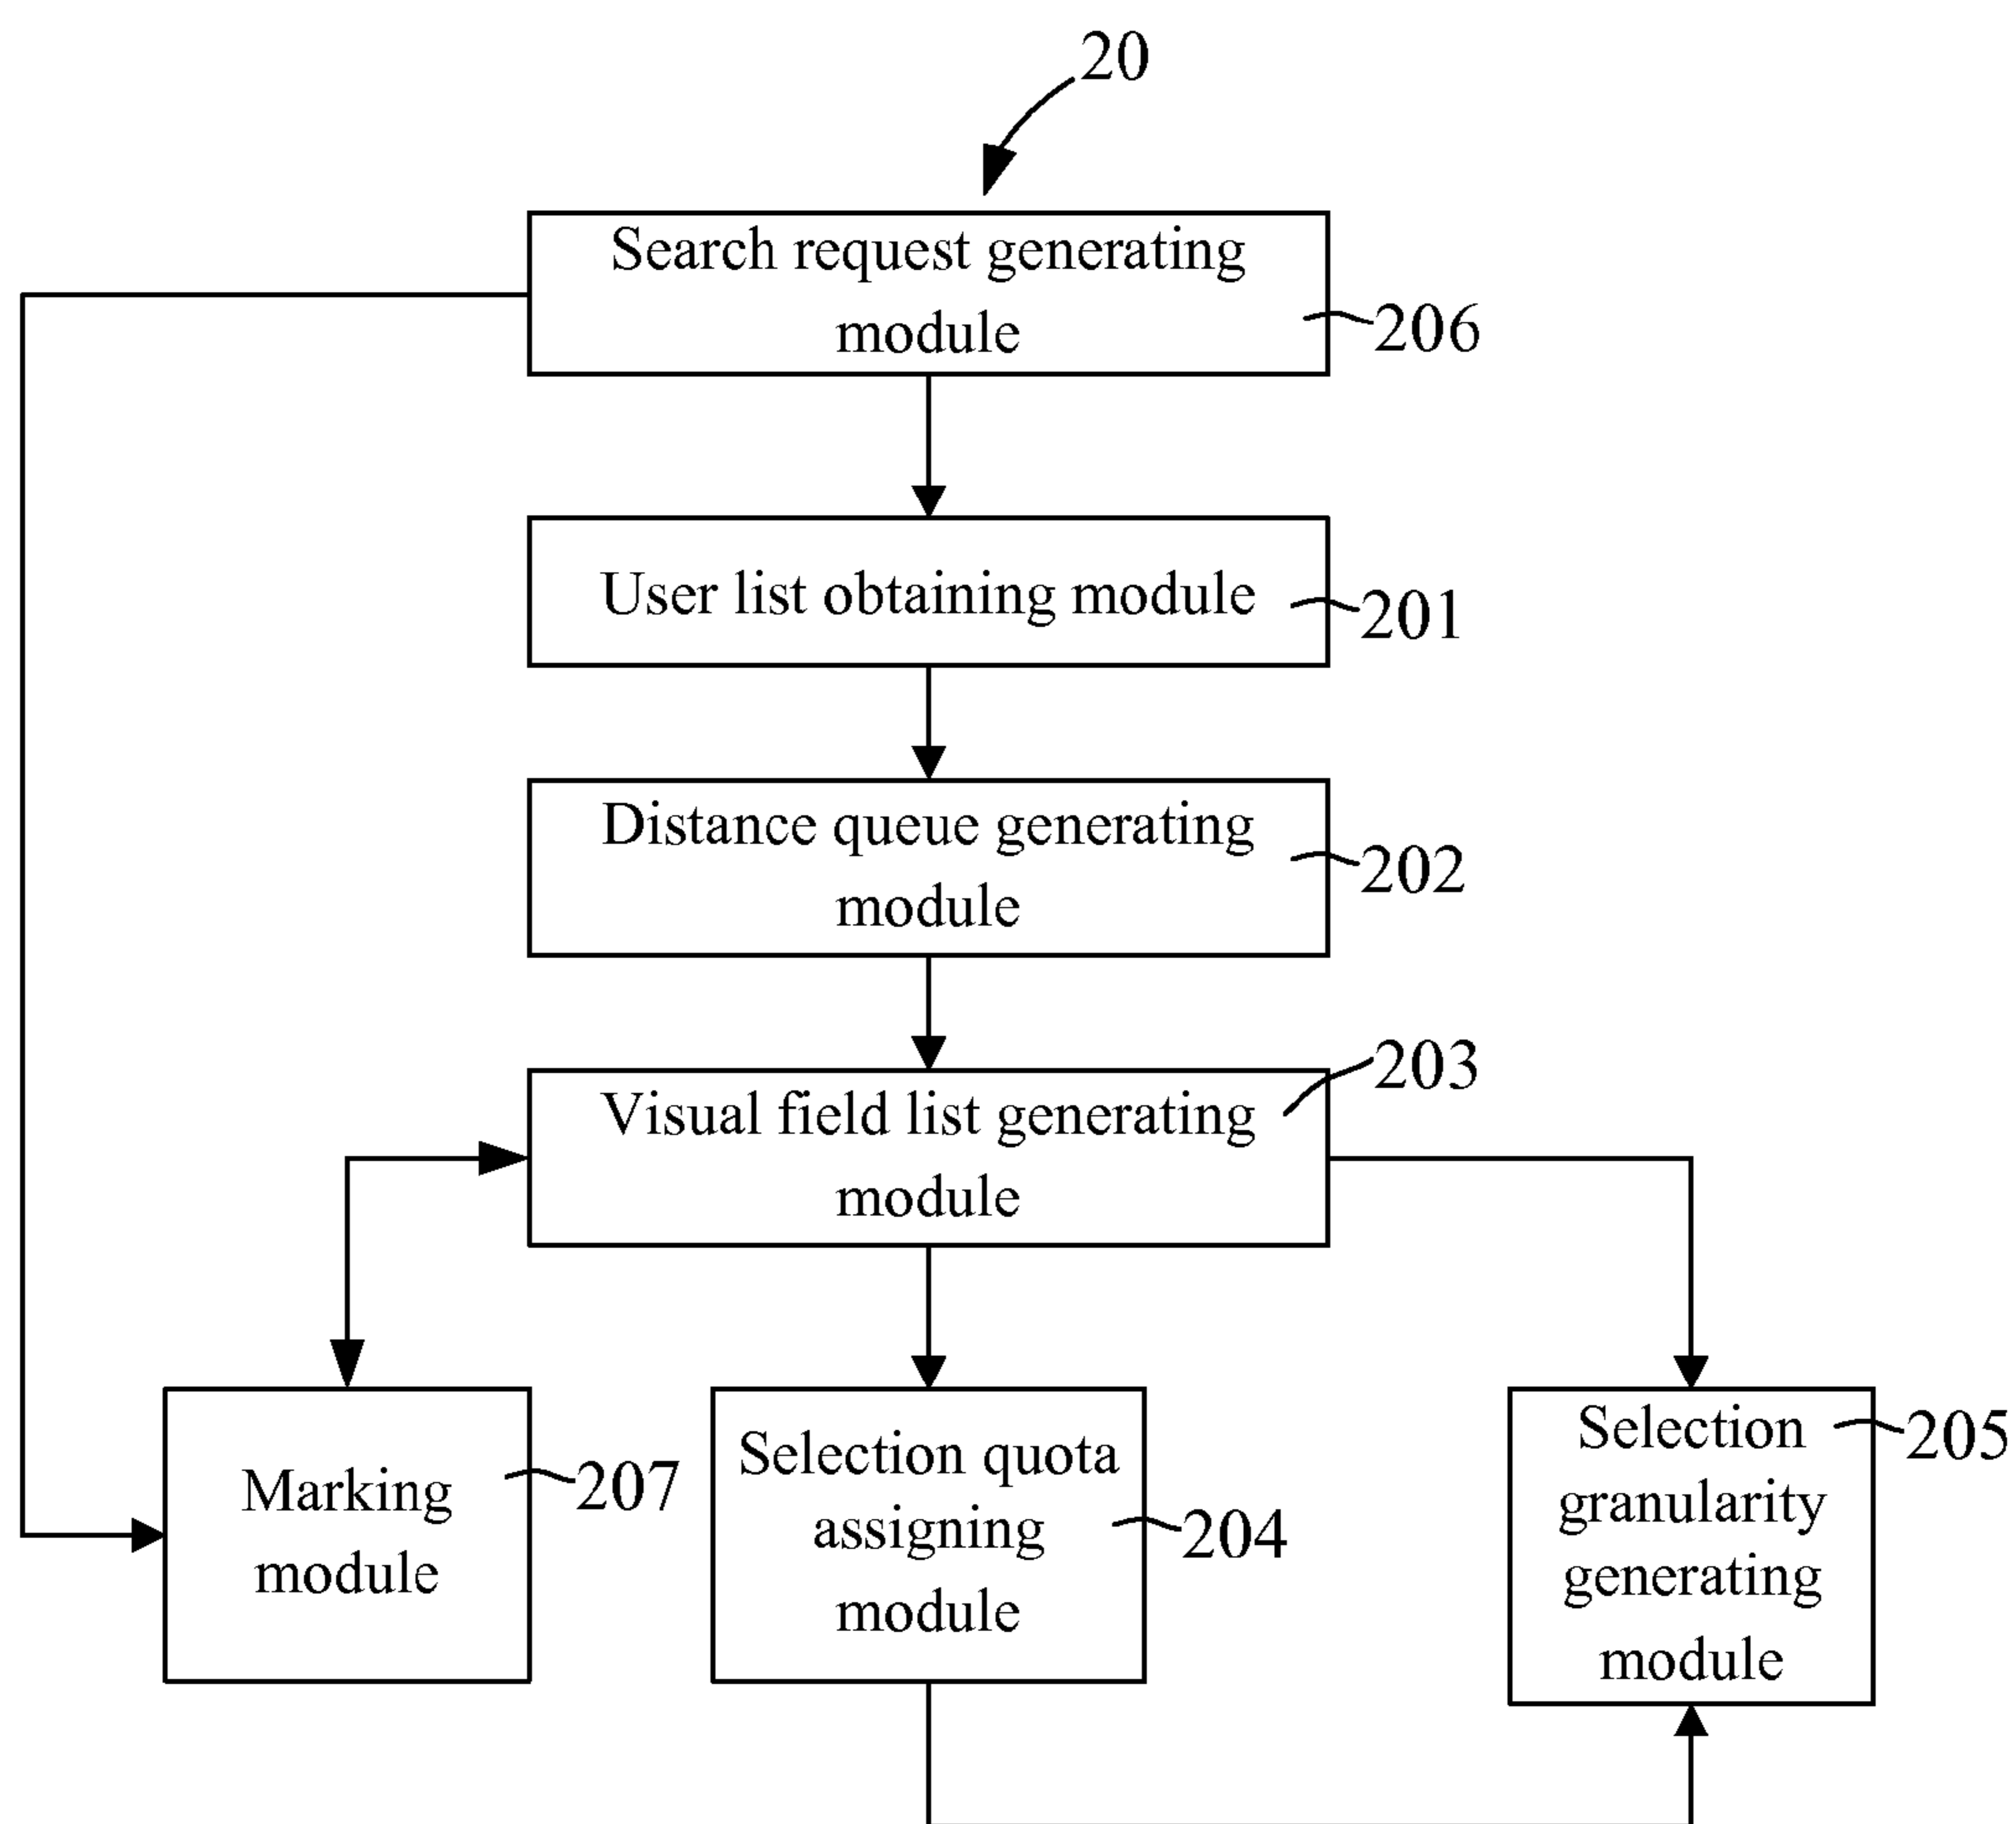 20
Search request generating
module
206
User list obtaining module
201
Distance queue generating
module
202
203
Visual field list generating
module
Marking
module
207
Selection quota
assigning
module
204
Selection
granularity
generating
module
205